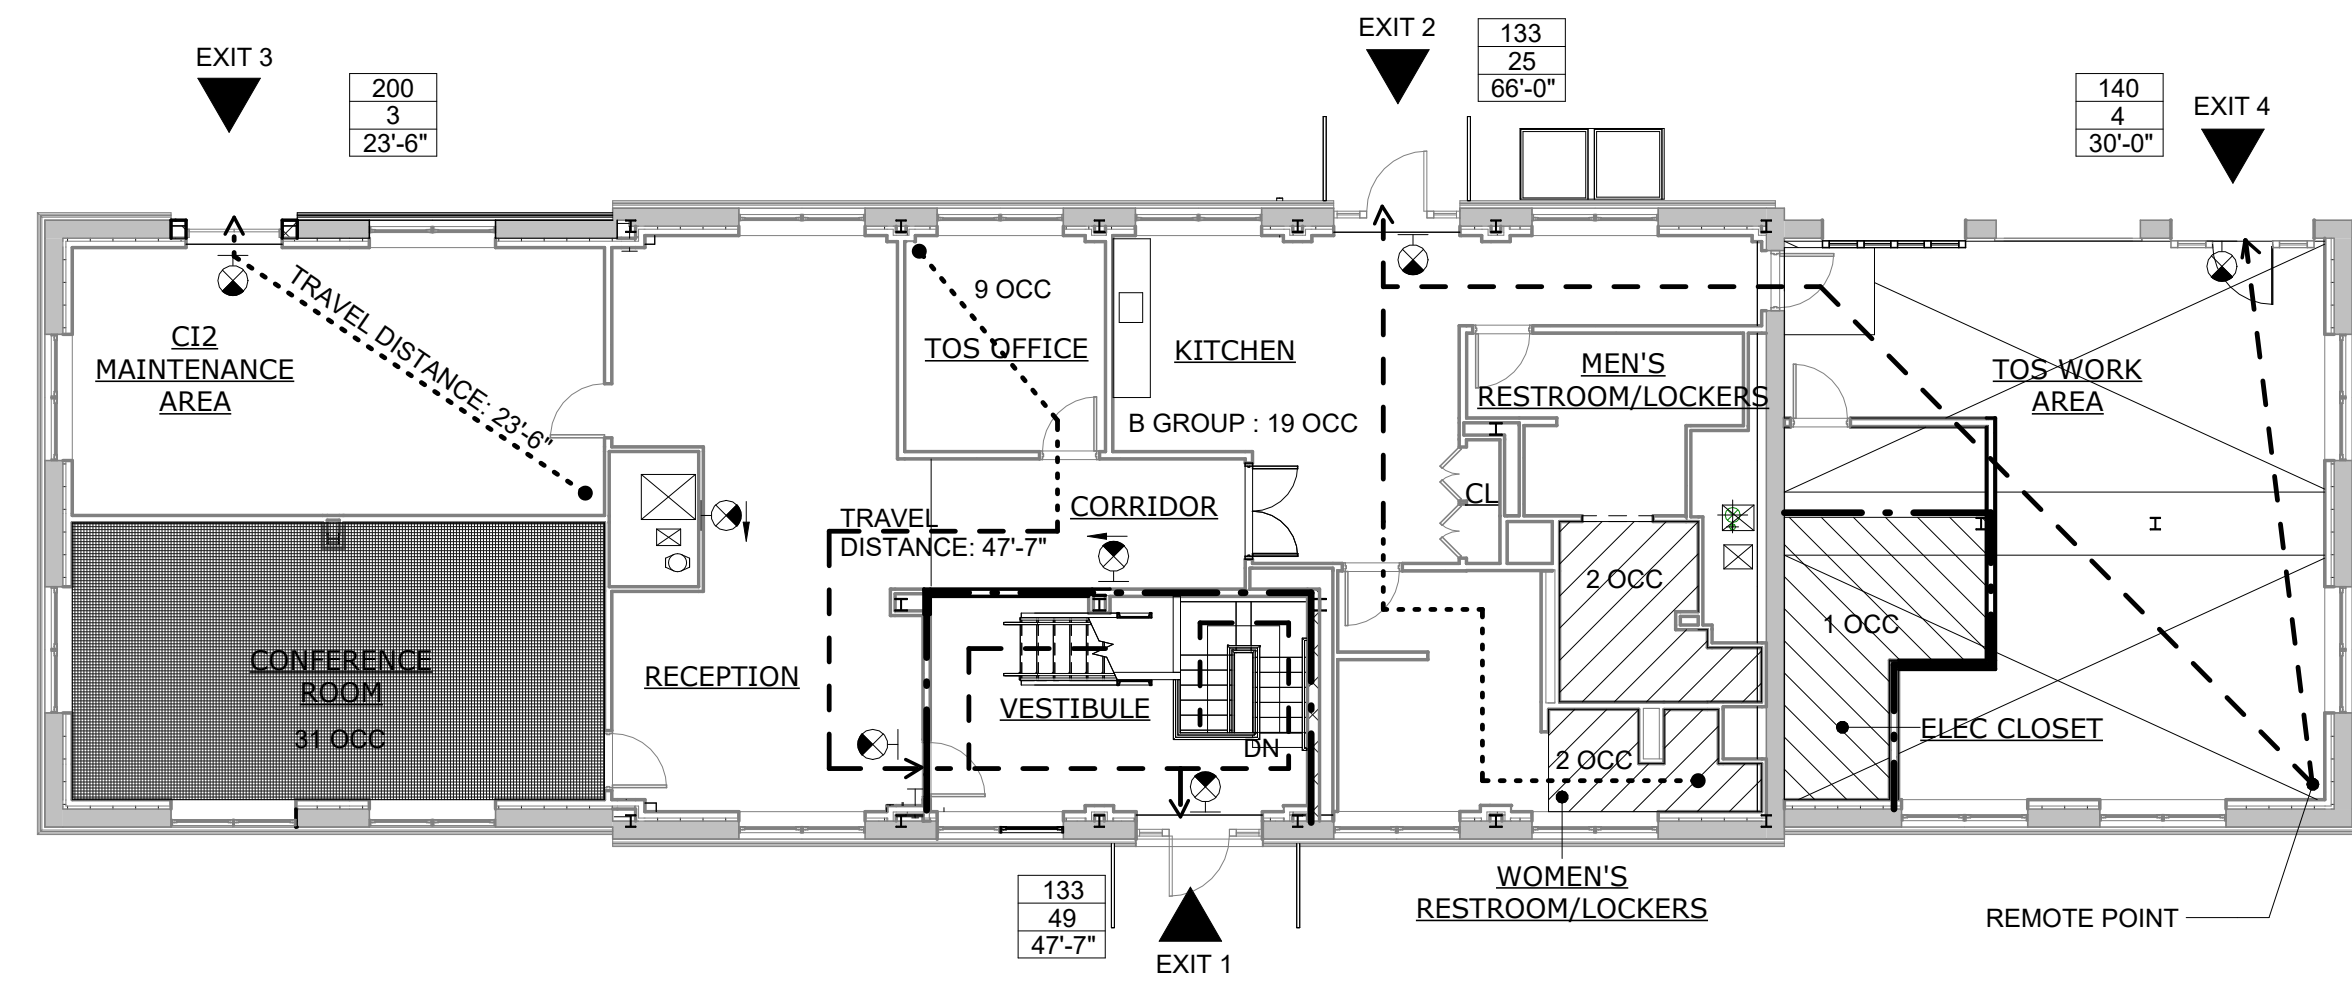 EXIT 3
200
3
23'-6"
EXIT 2
133
25
66'-0"
140
4
30'-0"
EXIT 4
TRAVEL DISTANCE: 23'-6"
CI2
MAINTENANCE
AREA
9 OCC
TOS OFFICE
KITCHEN
B GROUP : 19 OCC
MEN'S
RESTROOM/LOCKERS
TOS WORK
AREA
CL
CORRIDOR
TRAVEL
DISTANCE: 47'-7"
2 OCC
1 OCC
CONFERENCE
ROOM
31 OCC
RECEPTION
VESTIBULE
DN
2 OCC
ELEC CLOSET
WOMEN'S
RESTROOM/LOCKERS
REMOTE POINT
133
49
47'-7"
EXIT 1